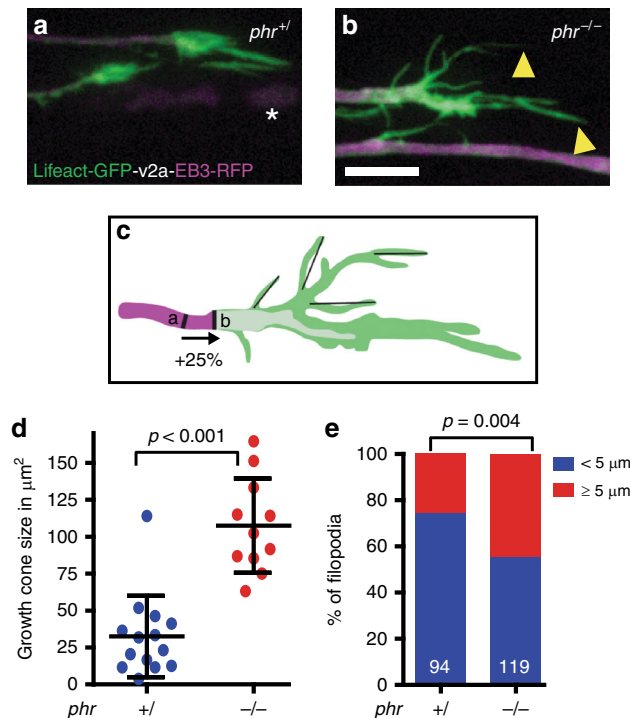 a
phr+/
*
Lifeact-GFP-v2a-EB3-RFP
b
phr−/−
c
a
b
+25%
d
p < 0.001
Growth cone size in µm²
150
125
100
75
50
25
0
phr
+/
−/−
e
p = 0.004
% of filopodia
100
80
60
40
20
0
94
119
phr
+/
−/−
< 5 µm
≥ 5 µm